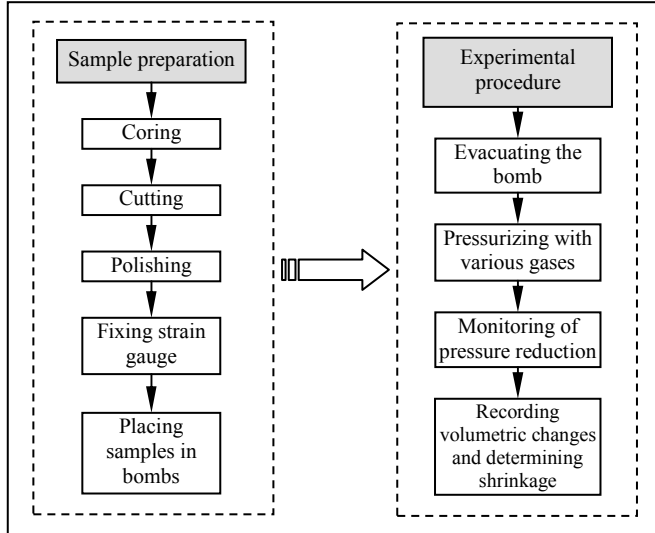 Sample preparation
Coring
Cutting
Polishing
Fixing strain
gauge
Placing
samples in
bombs
Experimental
procedure
Evacuating the
bomb
Pressurizing with
various gases
Monitoring of
pressure reduction
Recording
volumetric changes
and determining
shrinkage